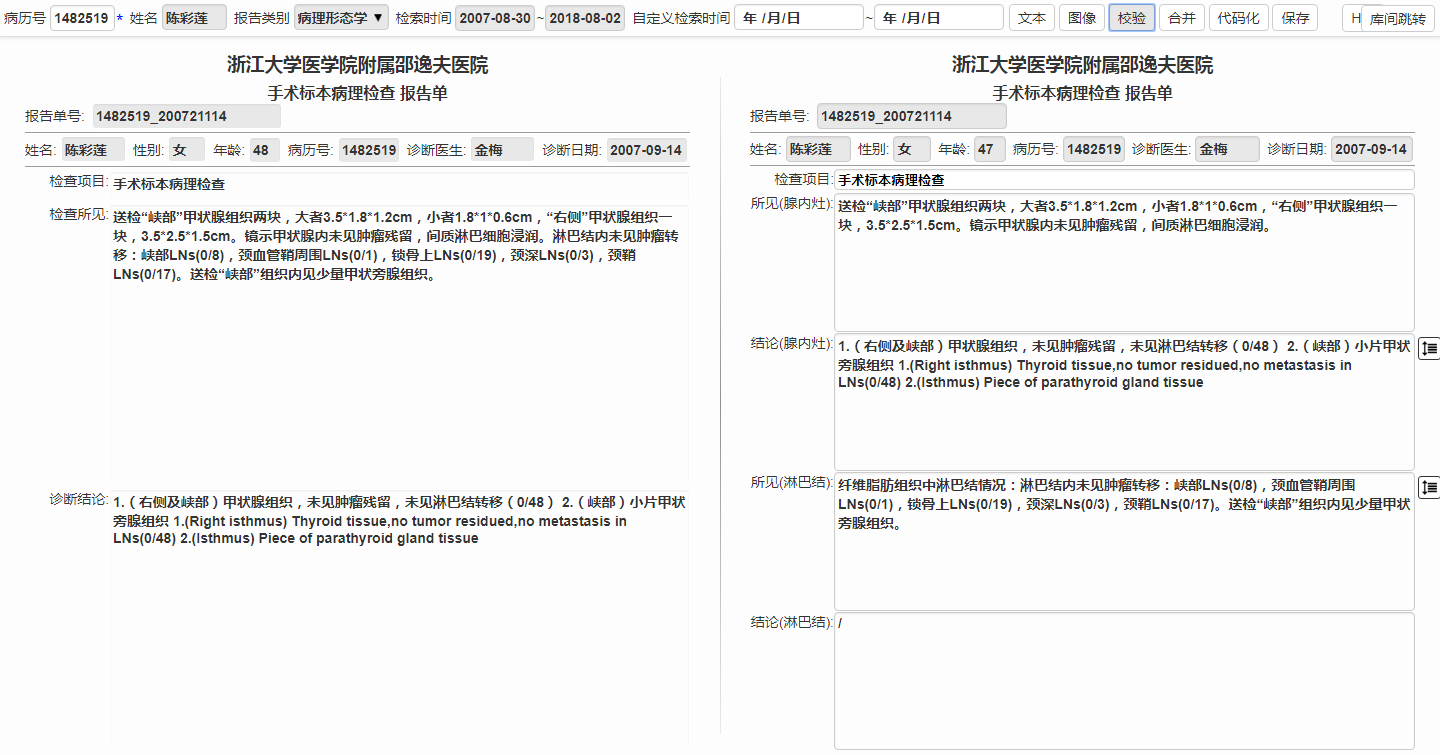 病历号 1482519 * 姓名 陈彩莲 报告类别 病理形态学 ▼ 检索时间 2007-08-30 ~ 2018-08-02 自定义检索时间 年 /月/日 ~ 年 /月/日 文本 图像 校验 合并 代码化 保存 H 库间跳转
浙江大学医学院附属邵逸夫医院
手术标本病理检查 报告单
报告单号: 1482519_200721114
姓名: 陈彩莲 性别: 女 年龄: 48 病历号: 1482519 诊断医生: 金梅 诊断日期: 2007-09-14
检查项目: 手术标本病理检查
检查所见: 送检“峡部”甲状腺组织两块，大者3.5*1.8*1.2cm，小者1.8*1*0.6cm，“右侧”甲状腺组织一
块，3.5*2.5*1.5cm。镜示甲状腺内未见肿瘤残留，间质淋巴细胞浸润。淋巴结内未见肿瘤转
移：峡部LNs(0/8)，颈血管鞘周围LNs(0/1)，锁骨上LNs(0/19)，颈深LNs(0/3)，颈鞘
LNs(0/17)。送检“峡部”组织内见少量甲状旁腺组织。
诊断结论: 1.（右侧及峡部）甲状腺组织，未见肿瘤残留，未见淋巴结转移（0/48） 2.（峡部）小片甲状
旁腺组织 1.(Right isthmus) Thyroid tissue,no tumor residued,no metastasis in
LNs(0/48) 2.(Isthmus) Piece of parathyroid gland tissue
浙江大学医学院附属邵逸夫医院
手术标本病理检查 报告单
报告单号: 1482519_200721114
姓名: 陈彩莲 性别: 女 年龄: 47 病历号: 1482519 诊断医生: 金梅 诊断日期: 2007-09-14
检查项目: 手术标本病理检查
所见(腺内灶): 送检“峡部”甲状腺组织两块，大者3.5*1.8*1.2cm，小者1.8*1*0.6cm，“右侧”甲状腺组织一
块，3.5*2.5*1.5cm。镜示甲状腺内未见肿瘤残留，间质淋巴细胞浸润。
结论(腺内灶): 1.（右侧及峡部）甲状腺组织，未见肿瘤残留，未见淋巴结转移（0/48） 2.（峡部）小片甲状
旁腺组织 1.(Right isthmus) Thyroid tissue,no tumor residued,no metastasis in
LNs(0/48) 2.(Isthmus) Piece of parathyroid gland tissue
所见(淋巴结): 纤维脂肪组织中淋巴结情况：淋巴结内未见肿瘤转移：峡部LNs(0/8)，颈血管鞘周围
LNs(0/1)，锁骨上LNs(0/19)，颈深LNs(0/3)，颈鞘LNs(0/17)。送检“峡部”组织内见少量甲状
旁腺组织。
结论(淋巴结): /